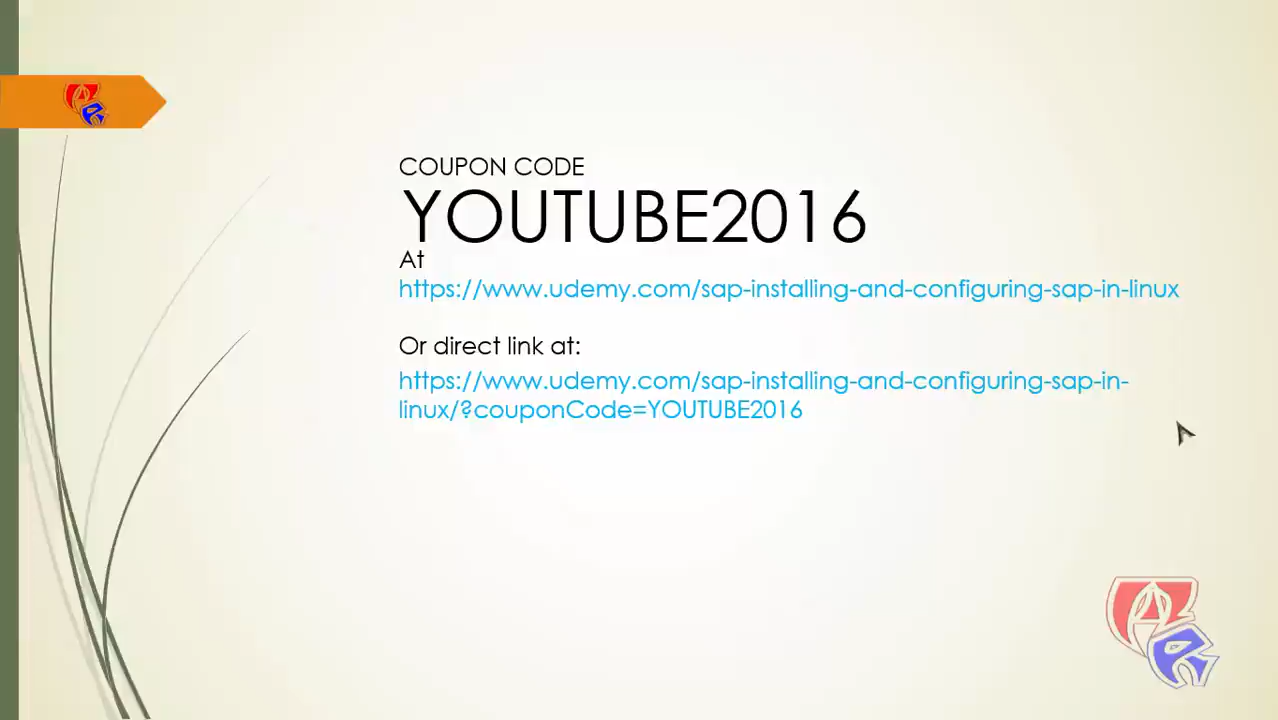 COUPON CODE
YOUTUBE2016
At
https://www.udemy.com/sap-installing-and-configuring-sap-in-linux
Or direct link at:
https://www.udemy.com/sap-installing-and-configuring-sap-in-
linux/?couponCode=YOUTUBE2016